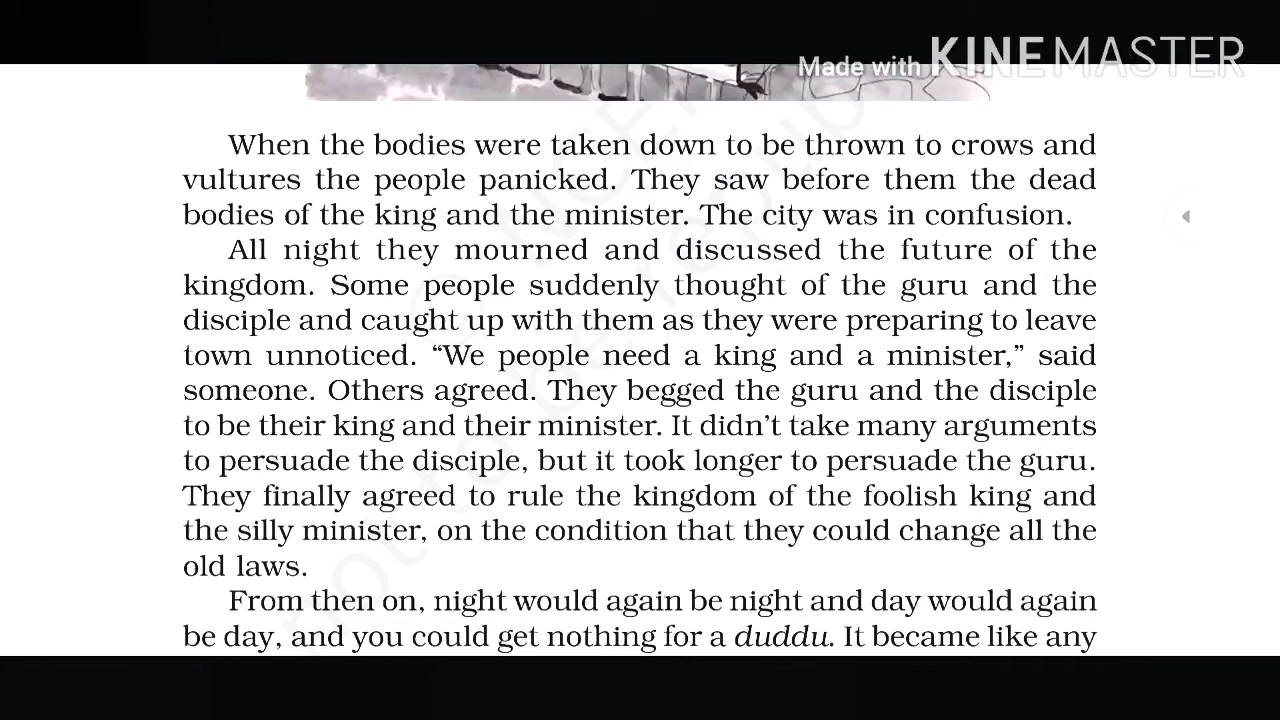 Made with KINEMASTER
When the bodies were taken down to be thrown to crows and
vultures the people panicked. They saw before them the dead
bodies of the king and the minister. The city was in confusion.
All night they mourned and discussed the future of the
kingdom. Some people suddenly thought of the guru and the
disciple and caught up with them as they were preparing to leave
town unnoticed. “We people need a king and a minister,” said
someone. Others agreed. They begged the guru and the disciple
to be their king and their minister. It didn’t take many arguments
to persuade the disciple, but it took longer to persuade the guru.
They finally agreed to rule the kingdom of the foolish king and
the silly minister, on the condition that they could change all the
old laws.
From then on, night would again be night and day would again
be day, and you could get nothing for a duddu. It became like any
not to be repub